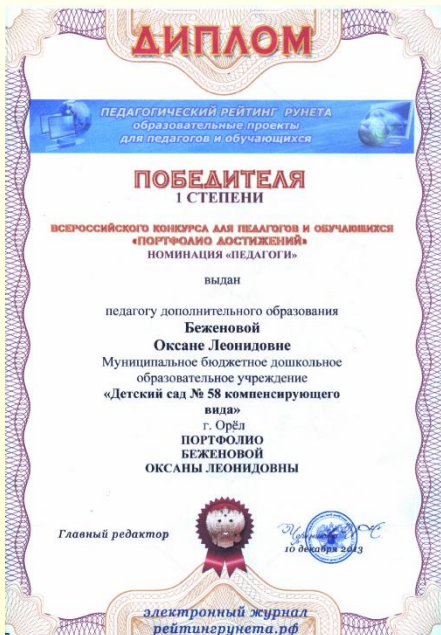 ДИПЛОМ
ПЕДАГОГИЧЕСКИЙ РЕЙТИНГ РУНЕТА
образовательные проекты
для педагогов и обучающихся
ПОБЕДИТЕЛЯ
1 СТЕПЕНИ
ВСЕРОССИЙСКОГО КОНКУРСА ДЛЯ ПЕДАГОГОВ И ОБУЧАЮЩИХСЯ
«ПОРТФОЛИО ДОСТИЖЕНИЙ»
НОМИНАЦИЯ «ПЕДАГОГИ»
выдан
педагогу дополнительного образования
Беженовой
Оксане Леонидовне
Муниципальное бюджетное дошкольное
образовательное учреждение
«Детский сад № 58 компенсирующего
вида»
г. Орёл
ПОРТФОЛИО
БЕЖЕНОВОЙ
ОКСАНЫ ЛЕОНИДОВНЫ
Главный редактор
10 декабря 2013
электронный журнал
рейтингрунета.рф